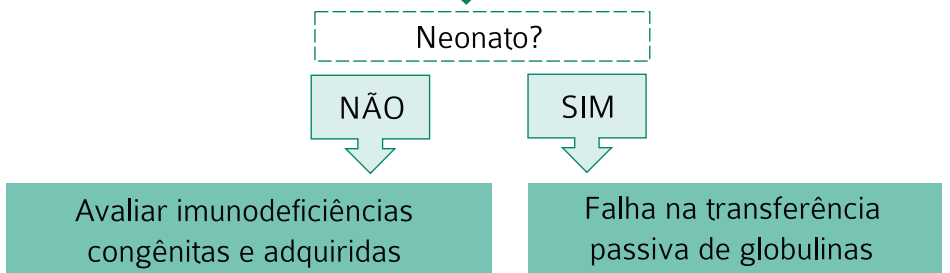 Neonato?
NÃO
SIM
Avaliar imunodeficiências
congênitas e adquiridas
Falha na transferência
passiva de globulinas